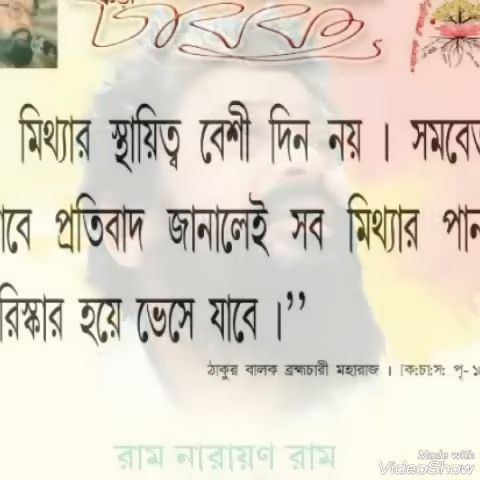 মিথ্যার স্থায়িত্ব বেশী দিন নয় । সমবেত
াবে প্রতিবাদ জানালেই সব মিথ্যার পান
রিস্কার হয়ে ভেসে যাবে ।”
ঠাকুর বালক ব্রহ্মচারী মহারাজ ।
রাম নারায়ণ রাম
Made with
VideoShow